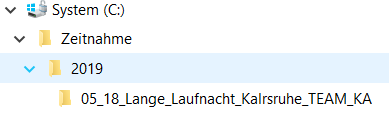 System (C:)
Zeitnahme
2019
05_18_Lange_Laufnacht_Kalrsruhe_TEAM_KA